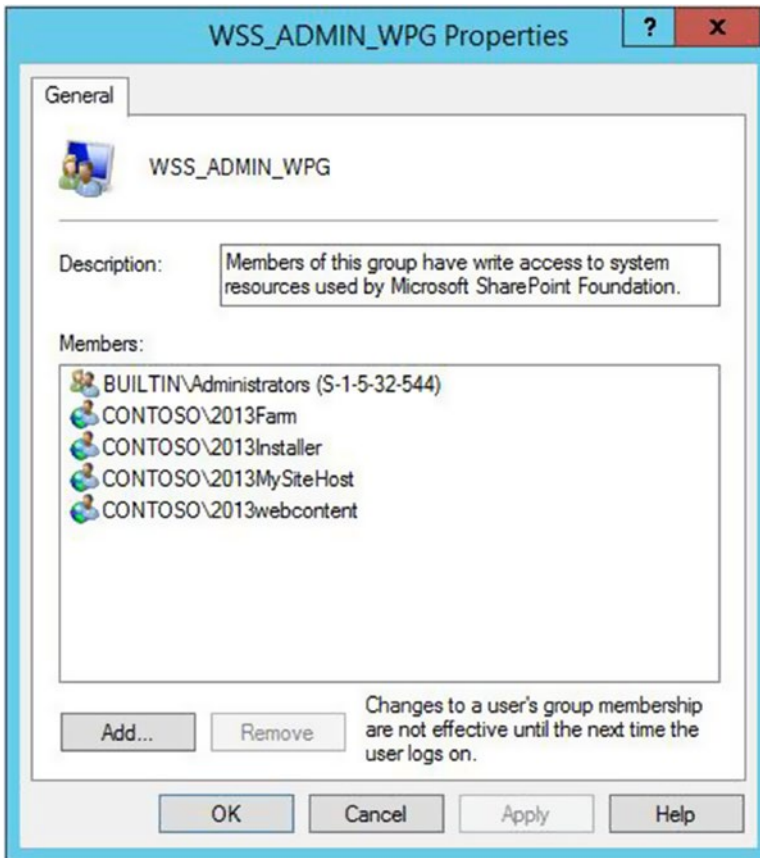 WSS_ADMIN_WPG Properties
?
x
General
WSS_ADMIN_WPG
Description:
Members of this group have write access to system
resources used by Microsoft SharePoint Foundation.
Members:
BUILTIN\Administrators (S-1-5-32-544)
CONTOSO\2013Farm
CONTOSO\2013Installer
CONTOSO\2013MySiteHost
CONTOSO\2013webcontent
Add...
Remove
Changes to a user's group membership
are not effective until the next time the
user logs on.
OK
Cancel
Apply
Help